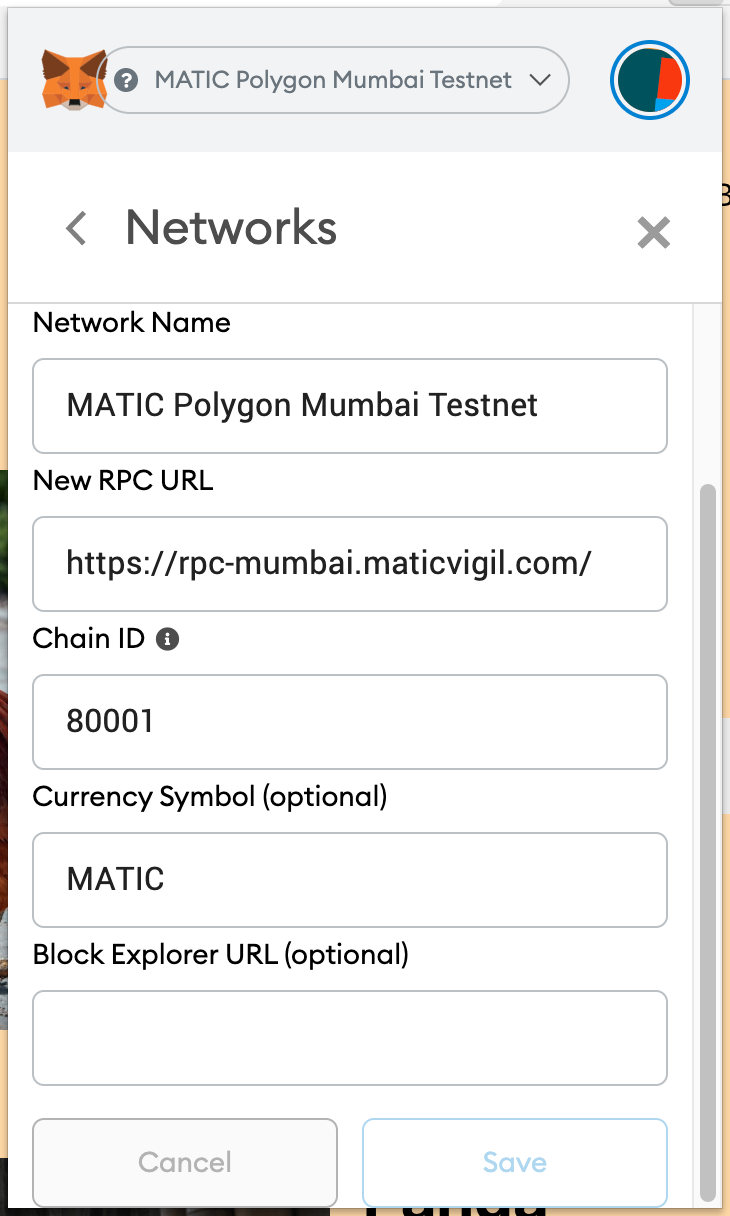 MATIC Polygon Mumbai Testnet
Networks
Network Name
MATIC Polygon Mumbai Testnet
New RPC URL
https://rpc-mumbai.maticvigil.com/
Chain ID
80001
Currency Symbol (optional)
MATIC
Block Explorer URL (optional)
Cancel
Save